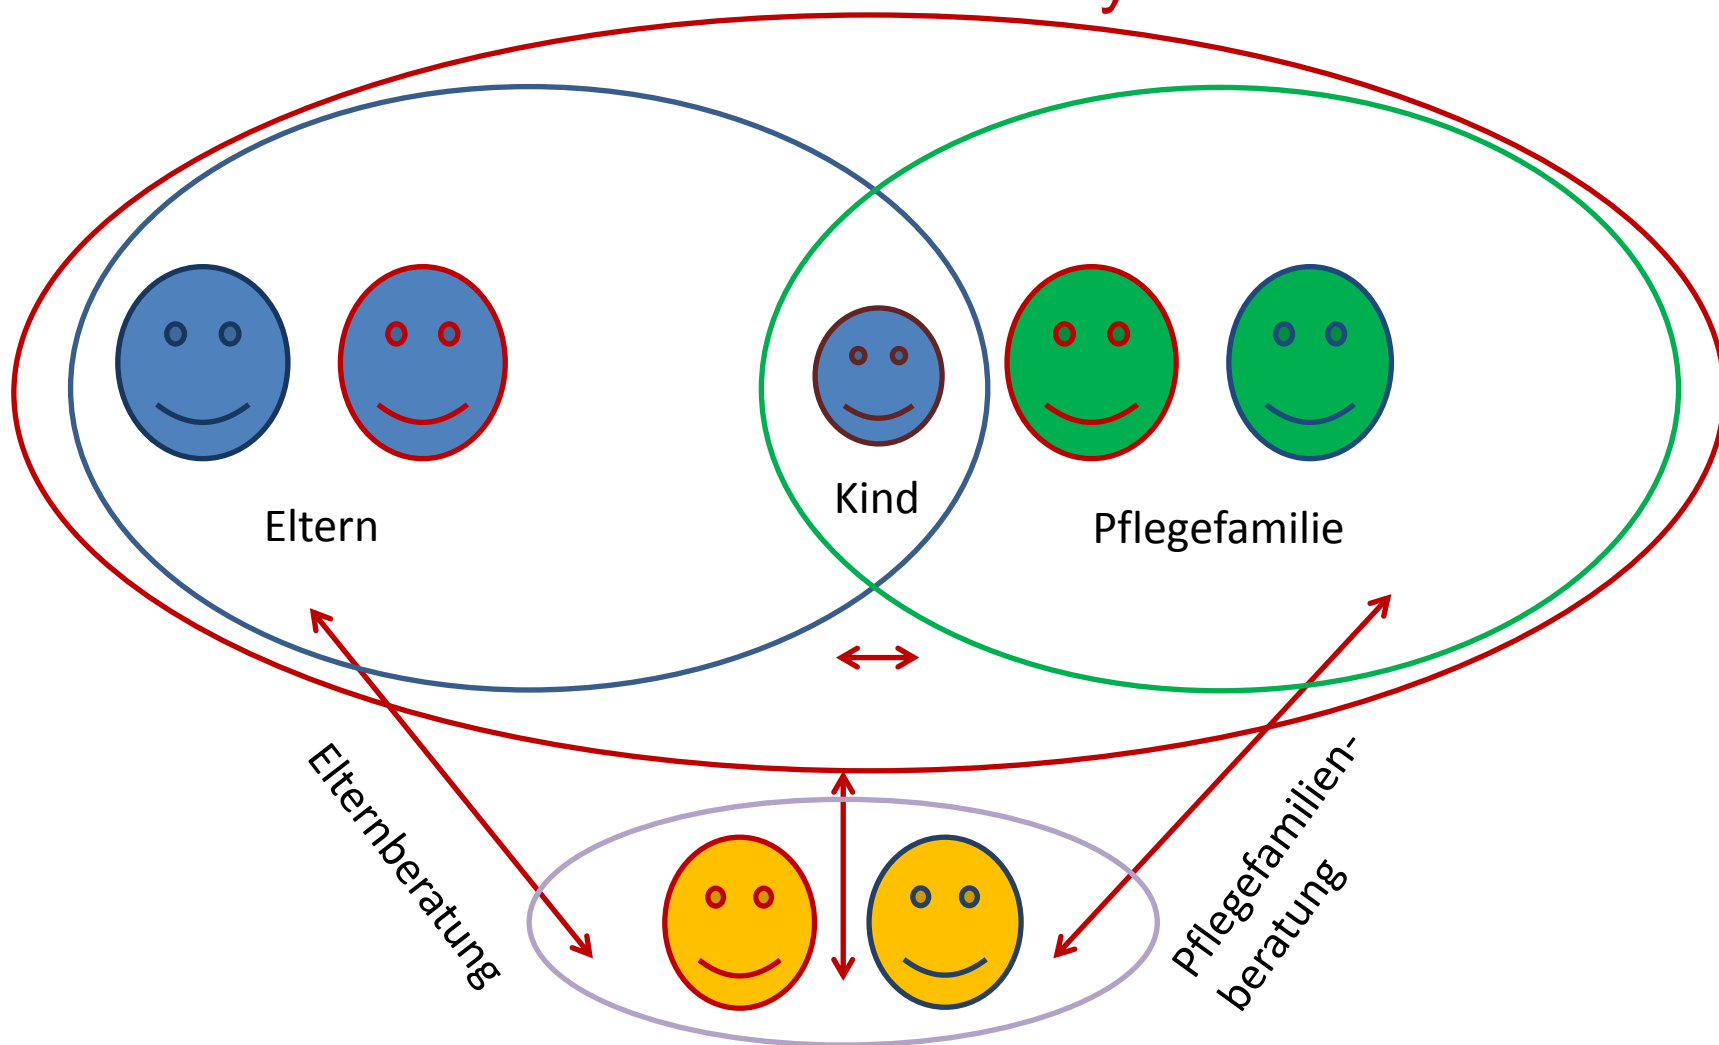 Eltern
Kind
Pflegefamilie
Elternberatung
Pflegefamilien-
beratung